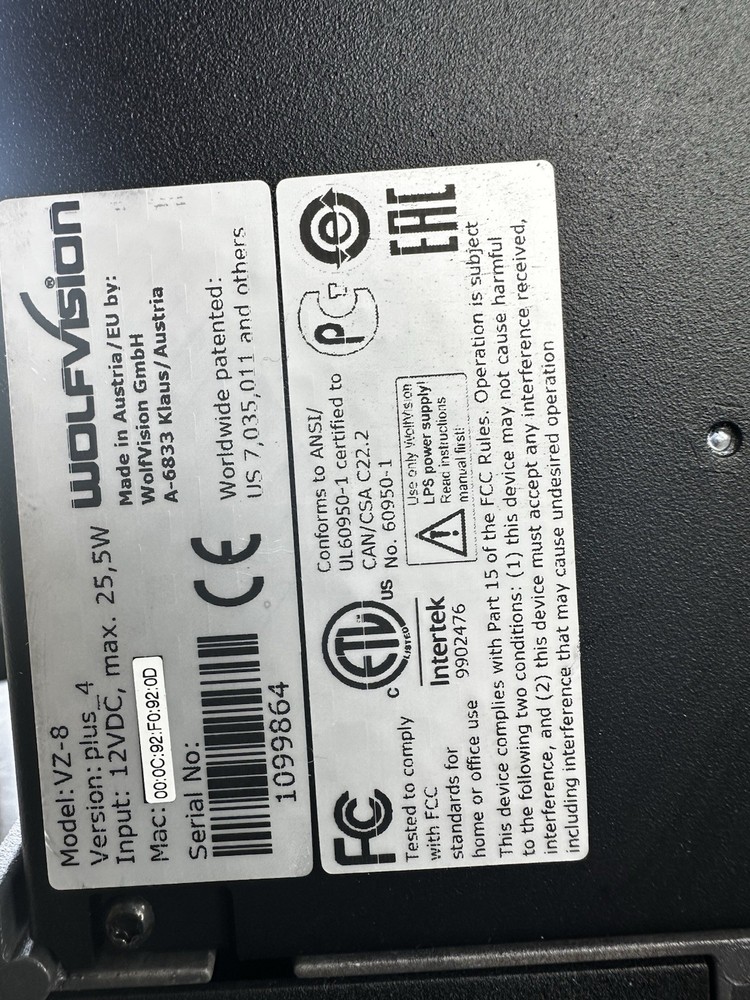 Model: VZ-8
Version: plus_4
Input: 12VDC, max. 25,5W
Mac: 00:0C:92:F0:92:0D
Serial No:
1099864
WOLFVISION®
Made in Austria/EU by:
WolfVision GmbH
A-6833 Klaus/Austria
CE
Worldwide patented:
US 7,035,011 and others
FC
Tested to comply
with FCC
standards for
home or office use
C ETL US
LISTED
Intertek
9902476
Conforms to ANSI/
UL60950-1 certified to
CAN/CSA C22.2
No. 60950-1
Use only WolfVision
LPS power supply!
Read instructions
manual first!
PC
e
EAC
This device complies with Part 15 of the FCC Rules. Operation is subject
to the following two conditions: (1) this device may not cause harmful
interference, and (2) this device must accept any interference received,
including interference that may cause undesired operation